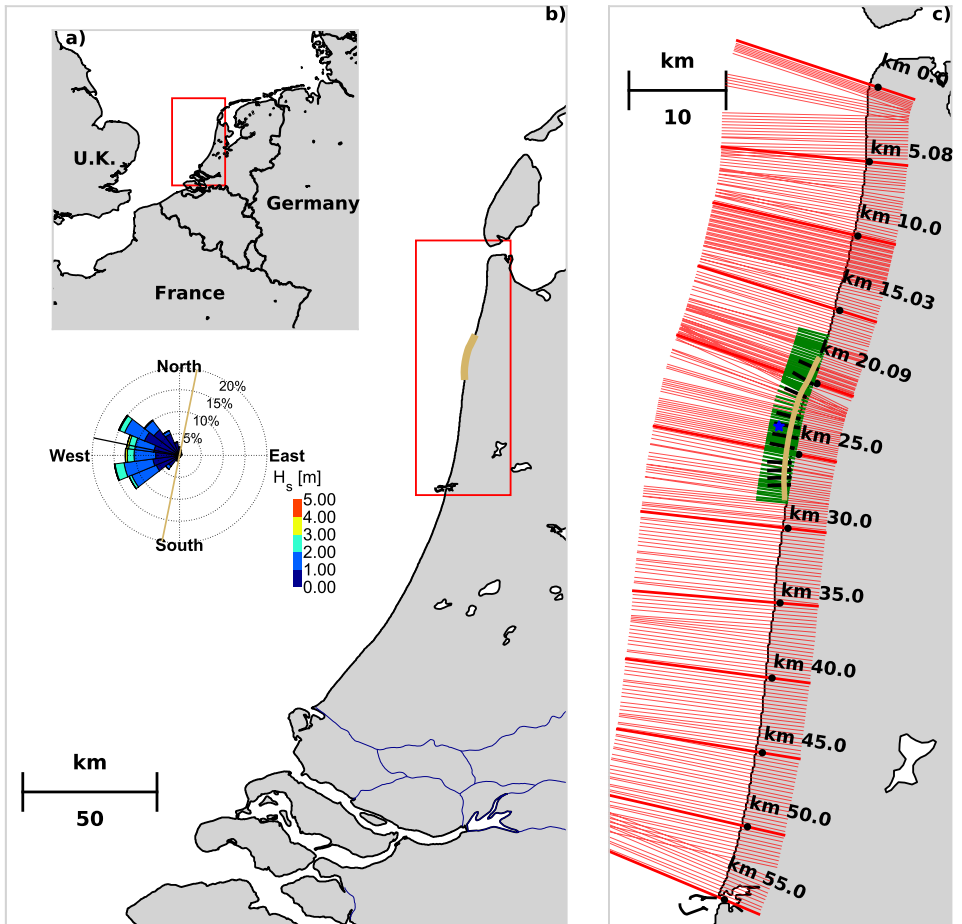 a)
U.K.
Germany
France
b)
North
20%
15%
10%
5%
West
East
South
Hs [m]
5.00
4.00
3.00
2.00
1.00
0.00
km
50
c)
km
10
km 0.0
km 5.08
km 10.0
km 15.03
km 20.09
km 25.0
km 30.0
km 35.0
km 40.0
km 45.0
km 50.0
km 55.0